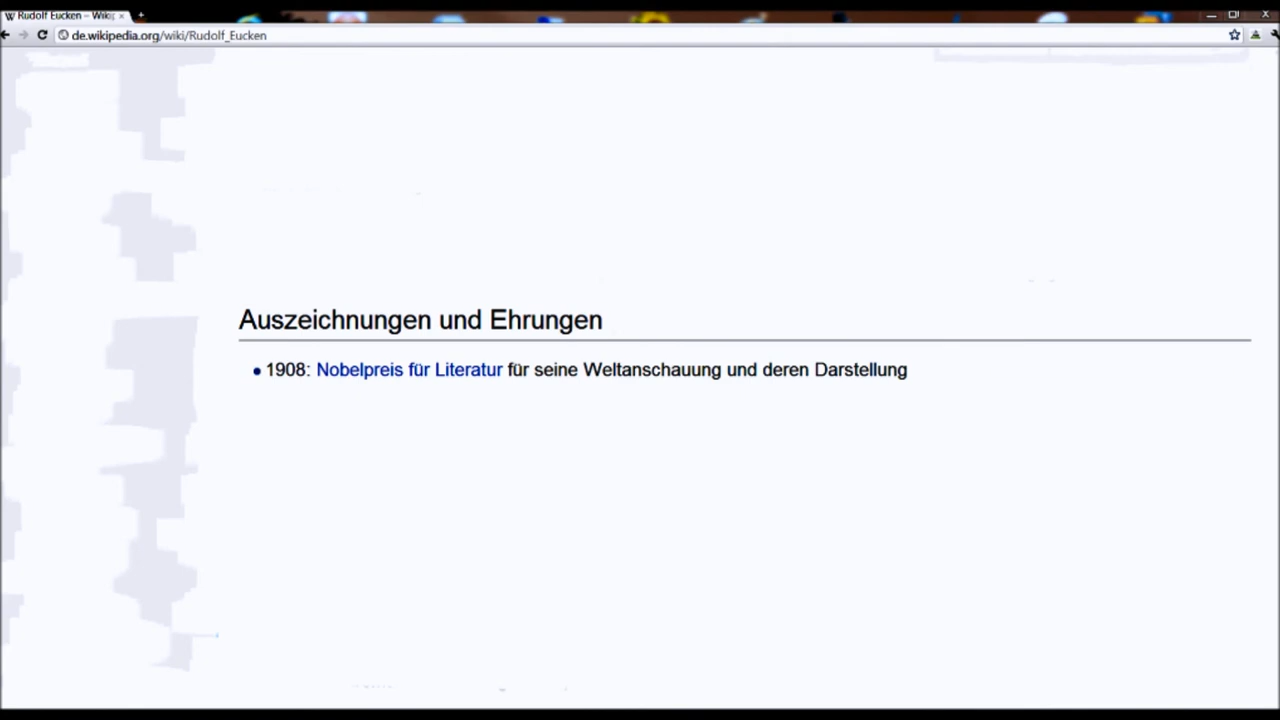 Rudolf Eucken – Wikip
de.wikipedia.org/wiki/Rudolf_Eucken
Auszeichnungen und Ehrungen
1908: Nobelpreis für Literatur für seine Weltanschauung und deren Darstellung